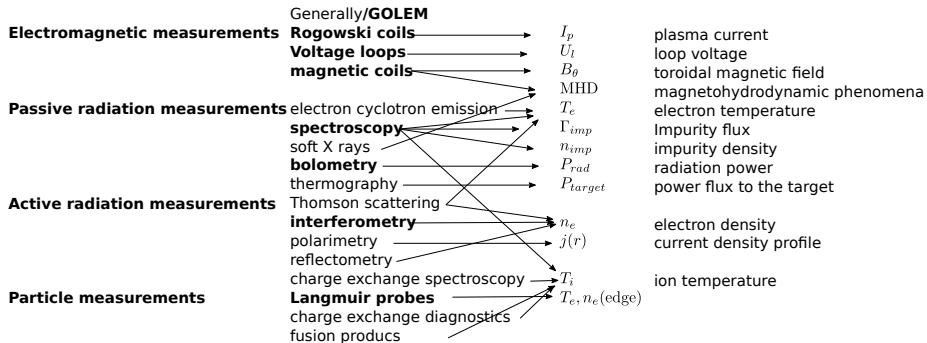 Generally/GOLEM
Electromagnetic measurements Rogowski coils I_p plasma current
Voltage loops U_l loop voltage
magnetic coils B_θ toroidal magnetic field
MHD magnetohydrodynamic phenomena
Passive radiation measurements electron cyclotron emission T_e electron temperature
spectroscopy Γ_imp Impurity flux
soft X rays n_imp impurity density
bolometry P_rad radiation power
thermography P_target power flux to the target
Active radiation measurements Thomson scattering
interferometry n_e electron density
polarimetry j(r) current density profile
reflectometry
charge exchange spectroscopy T_i ion temperature
Particle measurements Langmuir probes T_e, n_e(edge)
charge exchange diagnostics
fusion producs